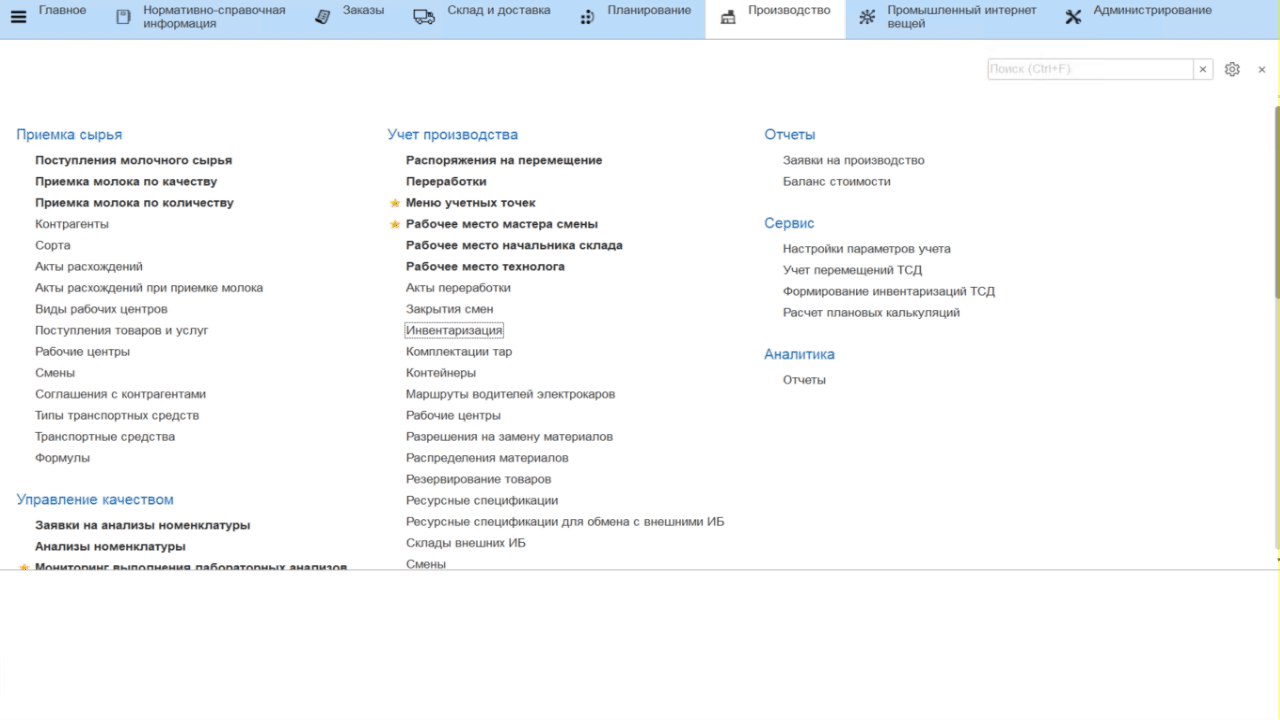 Главное
Нормативно-справочная
информация
Заказы
Склад и доставка
Планирование
Производство
Промышленный интернет
вещей
Администрирование
Поиск (Ctrl+F)
Приемка сырья
Поступления молочного сырья
Приемка молока по качеству
Приемка молока по количеству
Контрагенты
Сорта
Акты расхождений
Акты расхождений при приемке молока
Виды рабочих центров
Поступления товаров и услуг
Рабочие центры
Смены
Соглашения с контрагентами
Типы транспортных средств
Транспортные средства
Формулы
Управление качеством
Заявки на анализы номенклатуры
Анализы номенклатуры
Мониторинг выполнения лабораторных анализов
Учет производства
Распоряжения на перемещение
Переработки
Меню учетных точек
Рабочее место мастера смены
Рабочее место начальника склада
Рабочее место технолога
Акты переработки
Закрытия смен
Инвентаризация
Комплектации тар
Контейнеры
Маршруты водителей электрокаров
Рабочие центры
Разрешения на замену материалов
Распределения материалов
Резервирование товаров
Ресурсные спецификации
Ресурсные спецификации для обмена с внешними ИБ
Склады внешних ИБ
Смены
Отчеты
Заявки на производство
Баланс стоимости
Сервис
Настройки параметров учета
Учет перемещений ТСД
Формирование инвентаризаций ТСД
Расчет плановых калькуляций
Аналитика
Отчеты